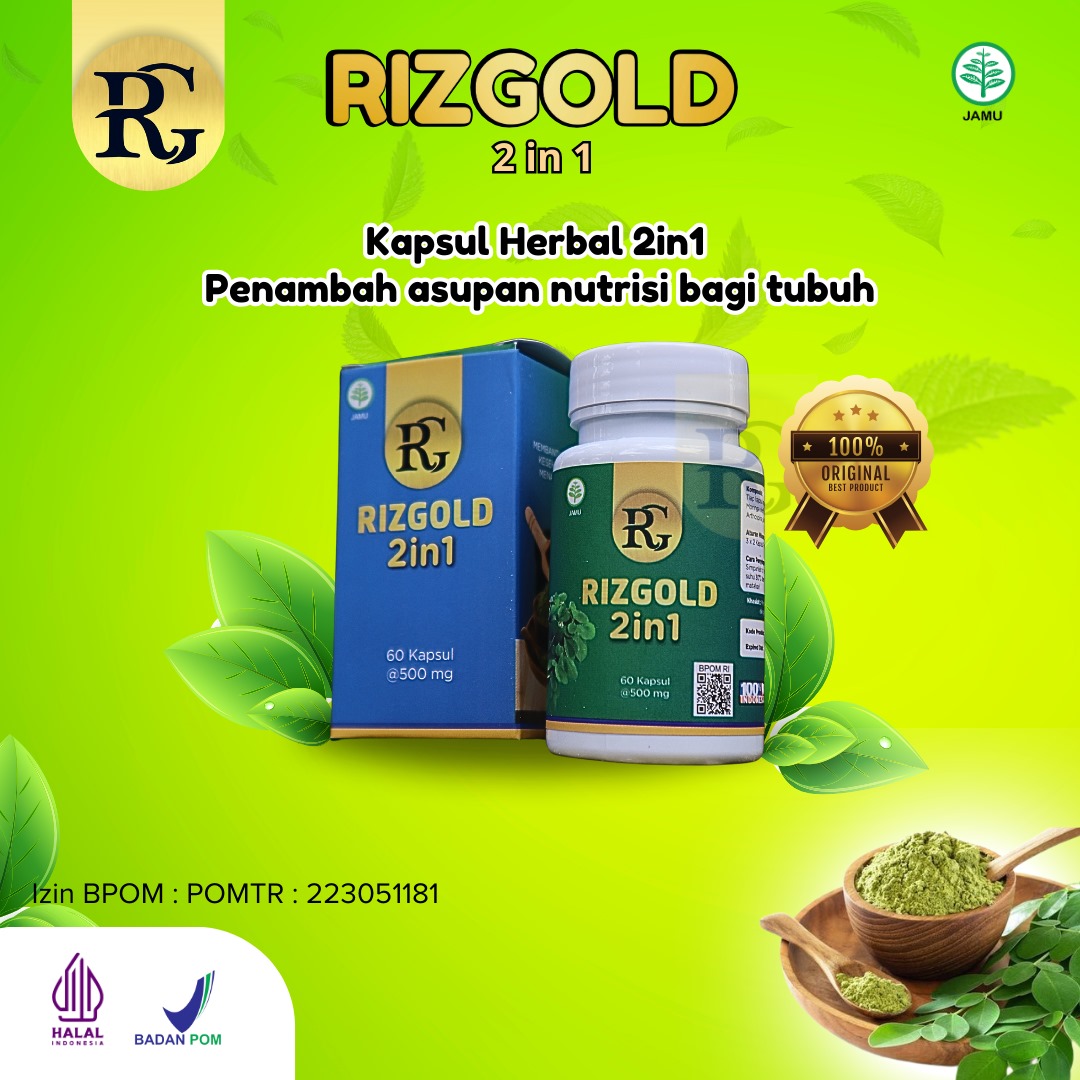 RG
RIZGOLD
2 in 1
JAMU
Kapsul Herbal 2in1
Penambah asupan nutrisi bagi tubuh
JAMU
RG
RIZGOLD
2in1
60 Kapsul
@500 mg
JAMU
RG
RIZGOLD
2in1
60 Kapsul
@500 mg
BPOM RI
100%
ORIGINAL
BEST PRODUCT
Izin BPOM : POMTR : 223051181
HALAL
INDONESIA
BADAN POM